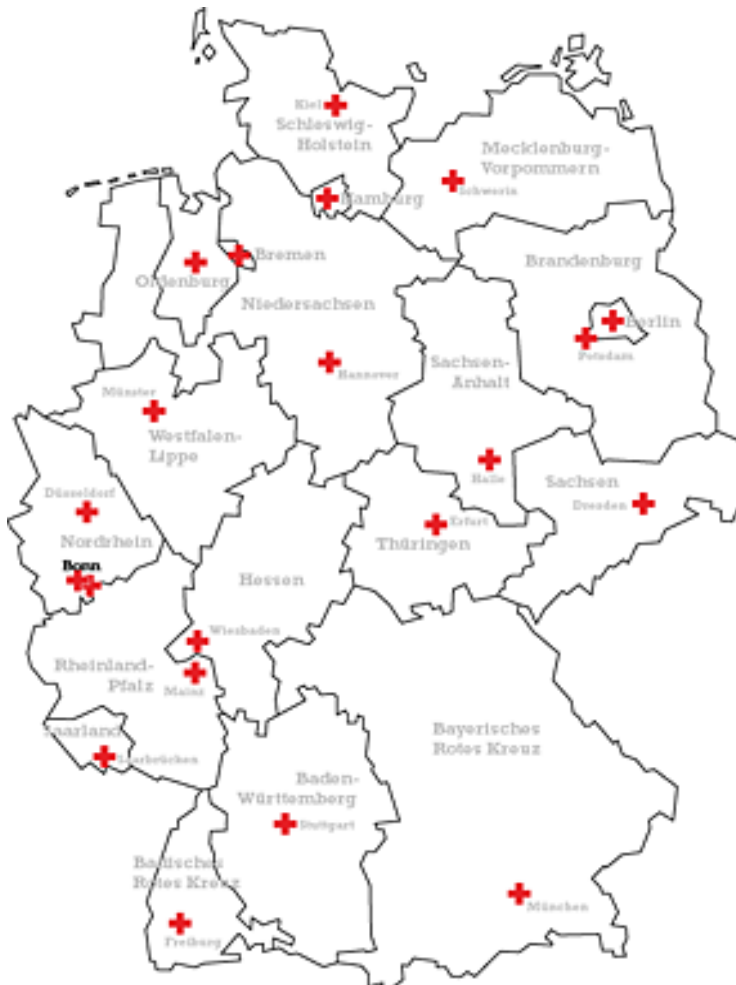 Kiel
Schleswig-
Holstein
Mecklenburg-
Vorpommern
Schwerin
Hamburg
Bremen
Oldenburg
Brandenburg
Niedersachsen
Berlin
Potsdam
Sachsen-
Anhalt
Hannover
Münster
Westfalen-
Lippe
Halle
Sachsen
Dresden
Düsseldorf
Nordrhein
Erfurt
Thüringen
Bonn
Hessen
Wiesbaden
Rheinland-
Pfalz
Mainz
Saarland
Saarbrücken
Bayerisches
Rotes Kreuz
Baden-
Württemberg
Stuttgart
Badisches
Rotes Kreuz
München
Freiburg